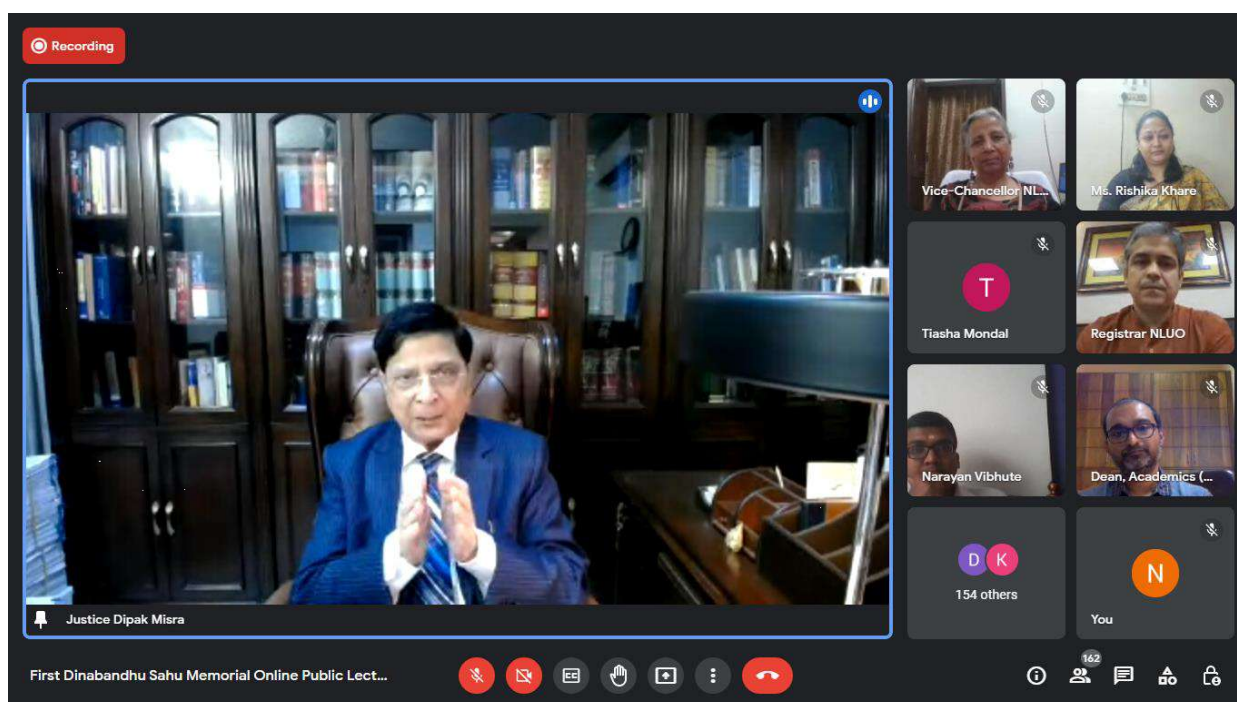 Recording
Vice-Chancellor NL...
Ms. Rishika Khare
T
Tiasha Mondal
Registrar NLUO
Narayan Vibhute
Dean, Academics (...
D K
154 others
N
You
Justice Dipak Misra
First Dinabandhu Sahu Memorial Online Public Lect...
CC
162